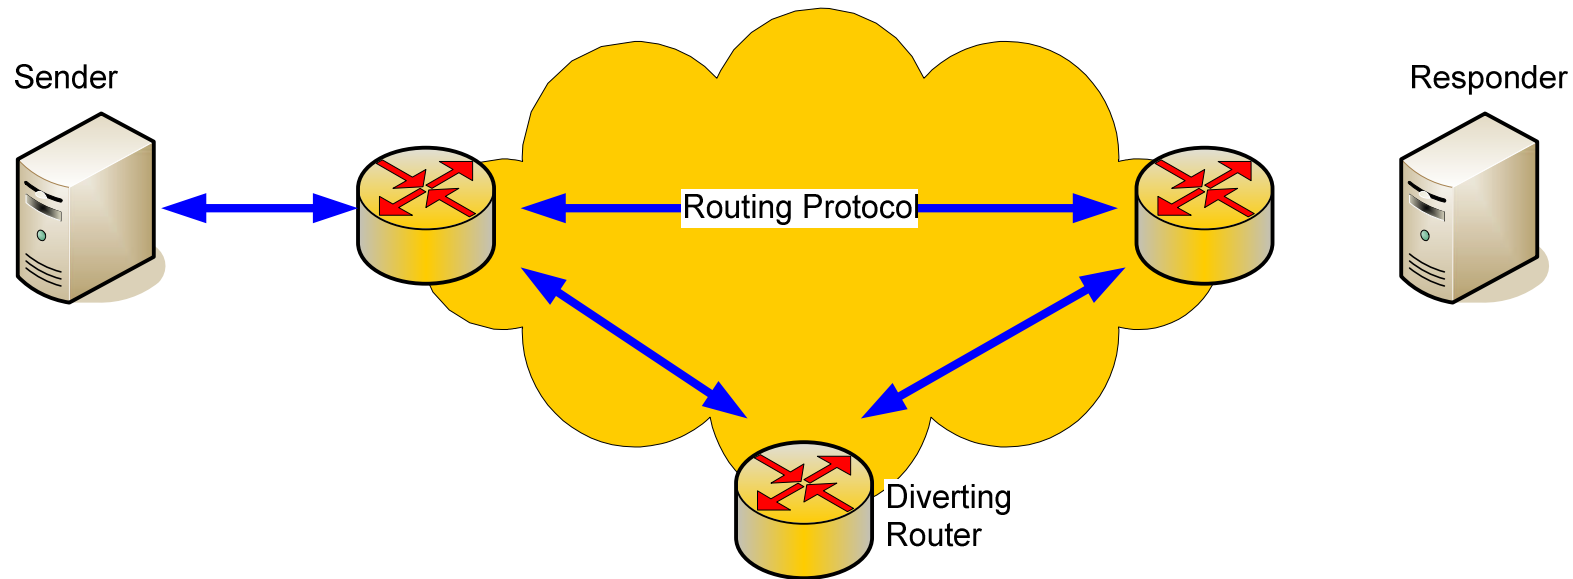 Sender
Responder
Routing Protocol
Diverting
Router